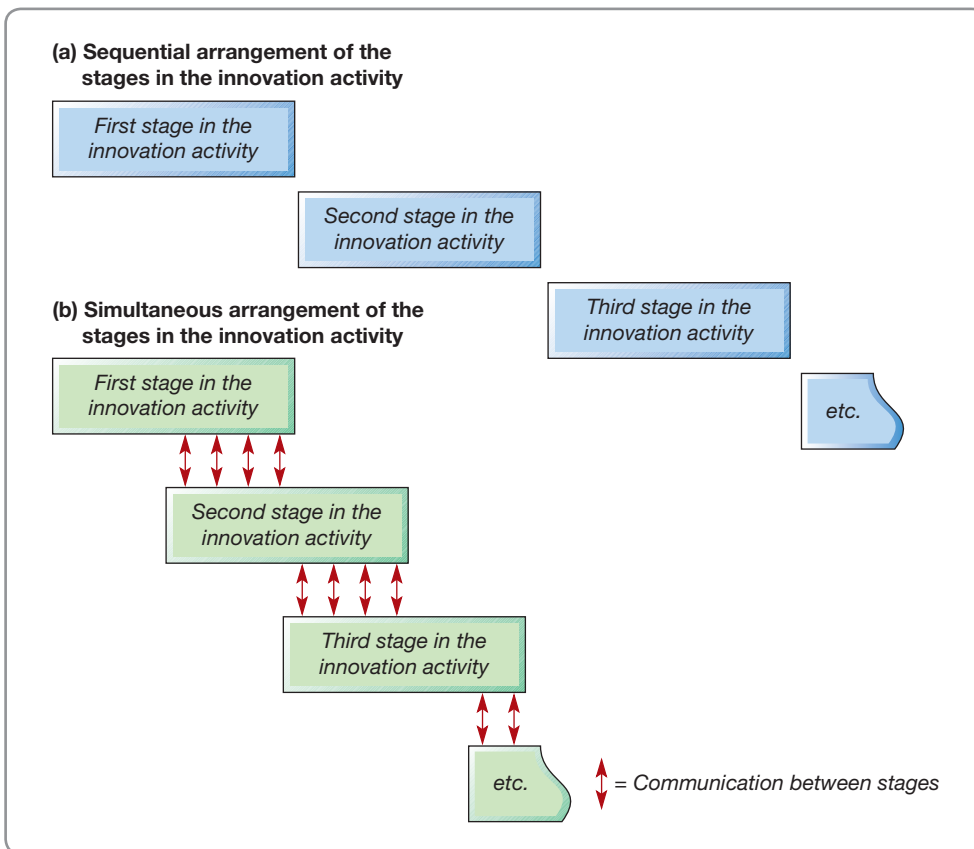 (a) Sequential arrangement of the
stages in the innovation activity
First stage in the
innovation activity
Second stage in the
innovation activity
Third stage in the
innovation activity
etc.
(b) Simultaneous arrangement of the
stages in the innovation activity
First stage in the
innovation activity
Second stage in the
innovation activity
Third stage in the
innovation activity
etc.
= Communication between stages